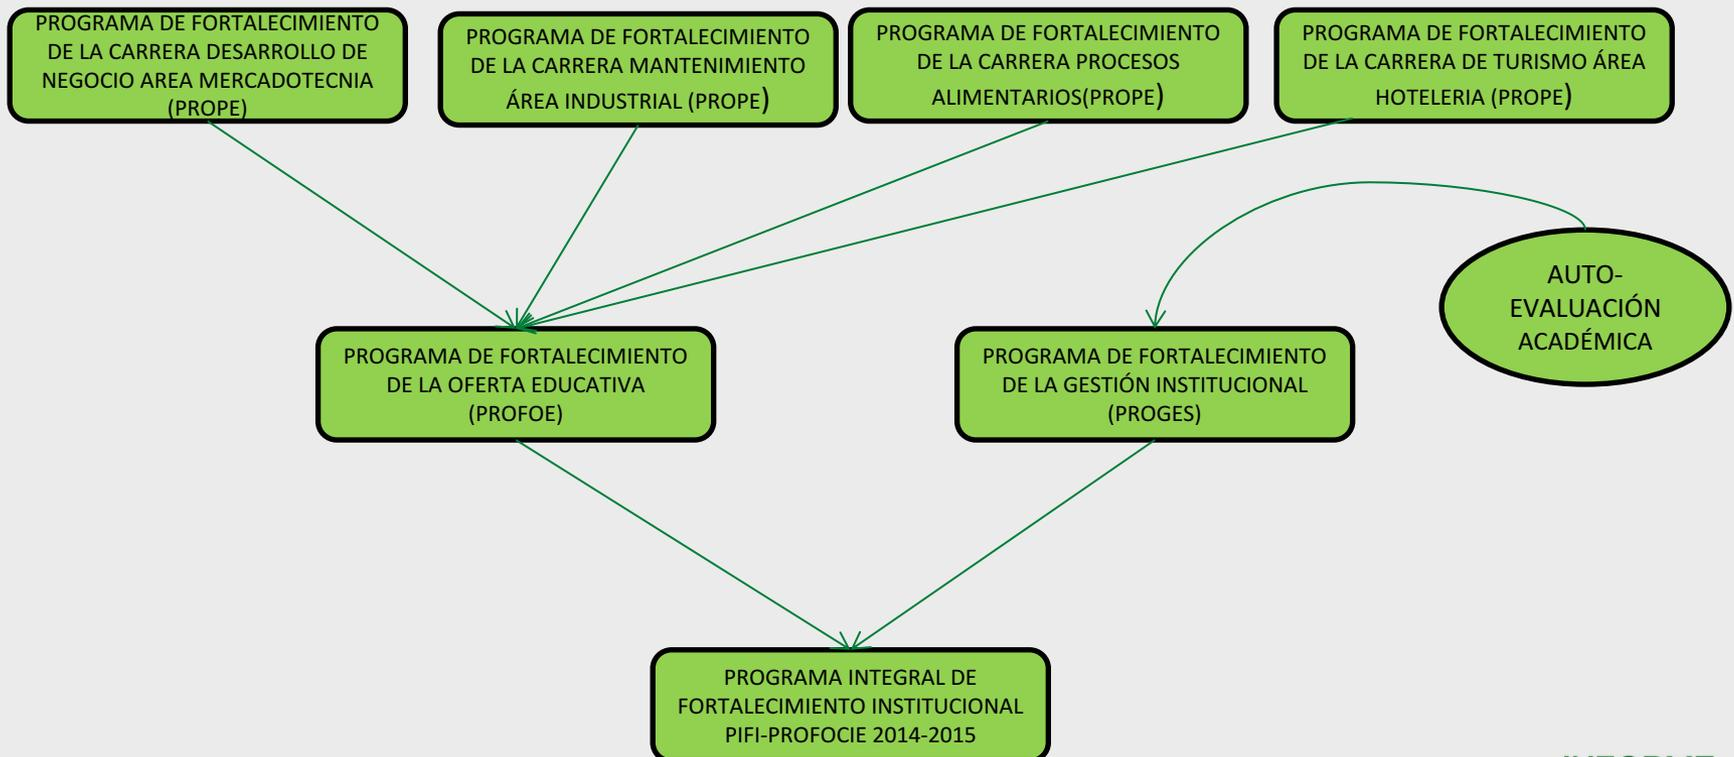 PROGRAMA DE FORTALECIMIENTO
DE LA CARRERA DESARROLLO DE
NEGOCIO AREA MERCADOTECNIA
(PROPE)
PROGRAMA DE FORTALECIMIENTO
DE LA CARRERA MANTENIMIENTO
ÁREA INDUSTRIAL (PROPE)
PROGRAMA DE FORTALECIMIENTO
DE LA CARRERA PROCESOS
ALIMENTARIOS(PROPE)
PROGRAMA DE FORTALECIMIENTO
DE LA CARRERA DE TURISMO ÁREA
HOTELERIA (PROPE)
AUTO-
EVALUACIÓN
ACADÉMICA
PROGRAMA DE FORTALECIMIENTO
DE LA OFERTA EDUCATIVA
(PROFOE)
PROGRAMA DE FORTALECIMIENTO
DE LA GESTIÓN INSTITUCIONAL
(PROGES)
PROGRAMA INTEGRAL DE
FORTALECIMIENTO INSTITUCIONAL
PIFI-PROFOCIE 2014-2015